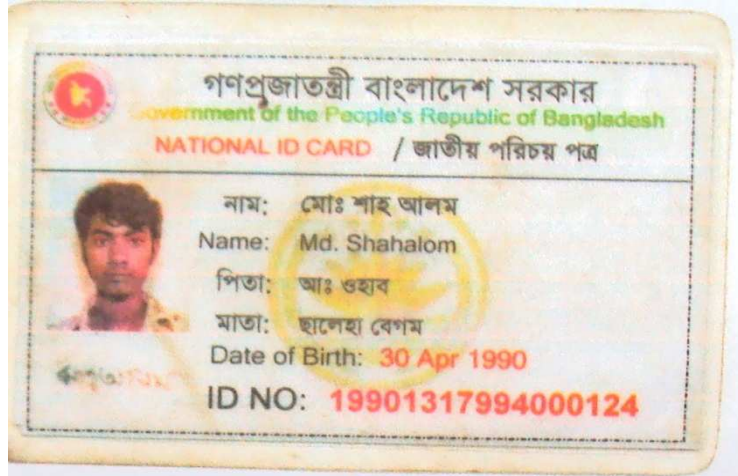 গণপ্রজাতন্ত্রী বাংলাদেশ সরকার
Government of the People's Republic of Bangladesh
NATIONAL ID CARD / জাতীয় পরিচয় পত্র
নাম: মোঃ শাহ আলম
Name: Md. Shahalom
পিতা: আঃ ওহাব
মাতা: ছালেহা বেগম
Date of Birth: 30 Apr 1990
ID NO: 19901317994000124